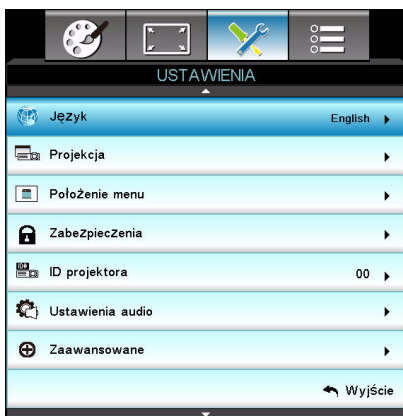 USTAWIENIA
Język English
Projekcja
Położenie menu
Zabezpieczenia
ID projektora 00
Ustawienia audio
Zaawansowane
Wyjście